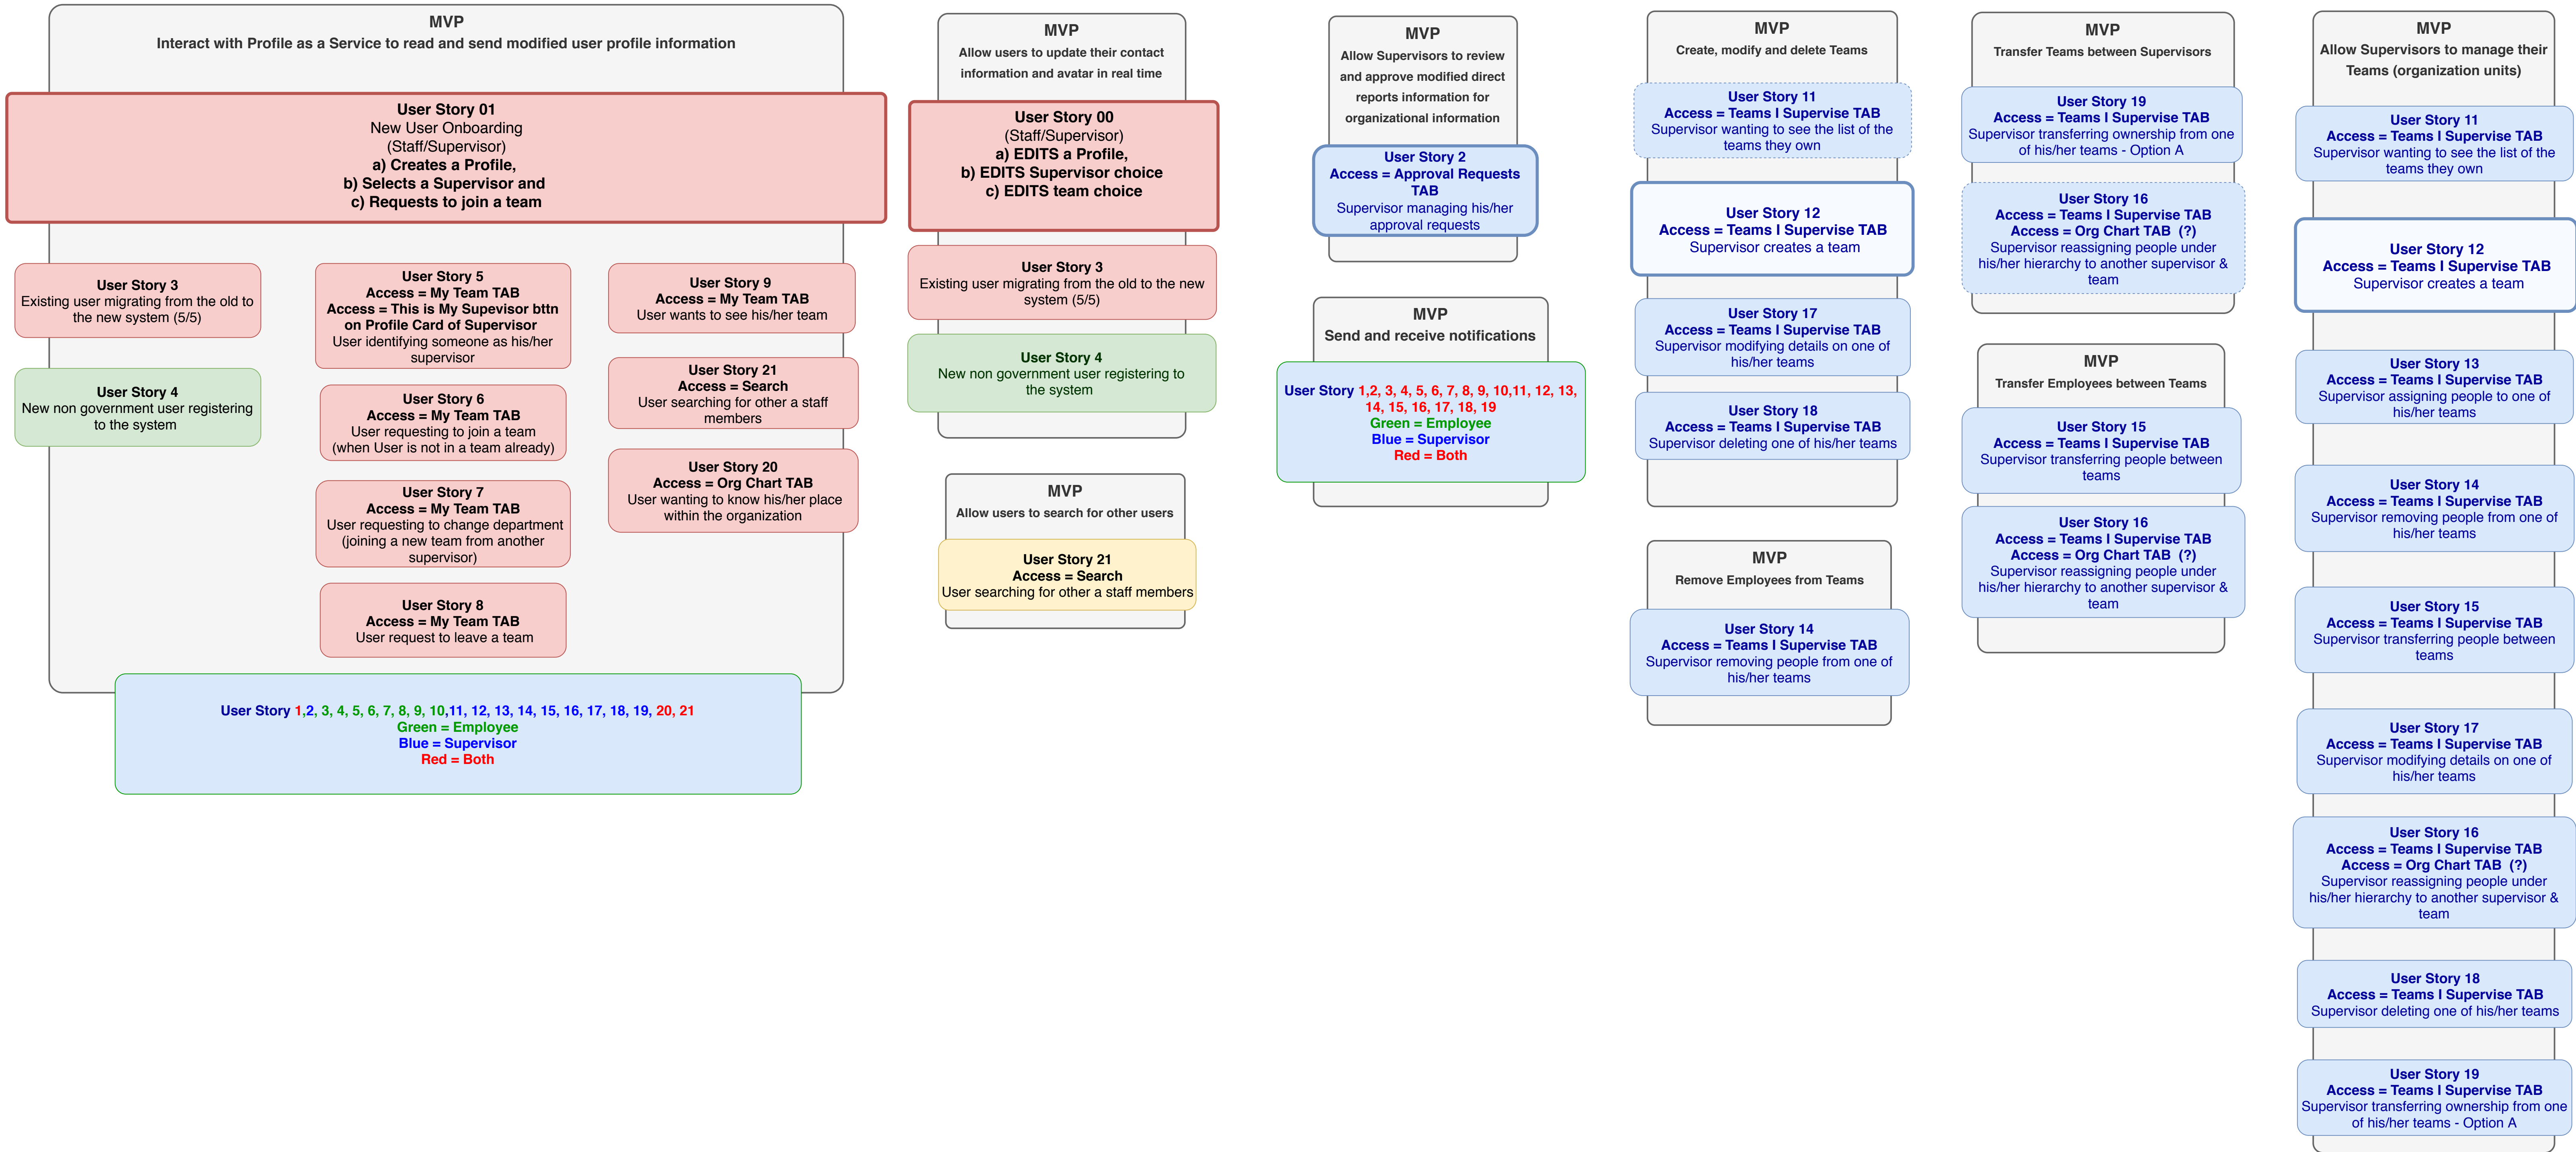 MVP
Interact with Profile as a Service to read and send modified user profile information
User Story 01
New User Onboarding
(Staff/Supervisor)
a) Creates a Profile,
b) Selects a Supervisor and
c) Requests to join a team
User Story 3
Existing user migrating from the old to
the new system (5/5)
User Story 4
New non government user registering
to the system
User Story 5
Access = My Team TAB
Access = This is My Supevisor bttn
on Profile Card of Supervisor
User identifying someone as his/her
supervisor
User Story 6
Access = My Team TAB
User requesting to join a team
(when User is not in a team already)
User Story 7
Access = My Team TAB
User requesting to change department
(joining a new team from another
supervisor)
User Story 8
Access = My Team TAB
User request to leave a team
User Story 9
Access = My Team TAB
User wants to see his/her team
User Story 21
Access = Search
User searching for other a staff
members
User Story 20
Access = Org Chart TAB
User wanting to know his/her place
within the organization
User Story 1,2, 3, 4, 5, 6, 7, 8, 9, 10,11, 12, 13, 14, 15, 16, 17, 18, 19, 20, 21
Green = Employee
Blue = Supervisor
Red = Both
MVP
Allow users to update their contact
information and avatar in real time
User Story 00
(Staff/Supervisor)
a) EDITS a Profile,
b) EDITS Supervisor choice
c) EDITS team choice
User Story 3
Existing user migrating from the old to the new
system (5/5)
User Story 4
New non government user registering to
the system
MVP
Allow users to search for other users
User Story 21
Access = Search
User searching for other a staff members
MVP
Allow Supervisors to review
and approve modified direct
reports information for
organizational information
User Story 2
Access = Approval Requests
TAB
Supervisor managing his/her
approval requests
MVP
Send and receive notifications
User Story 1,2, 3, 4, 5, 6, 7, 8, 9, 10,11, 12, 13,
14, 15, 16, 17, 18, 19
Green = Employee
Blue = Supervisor
Red = Both
MVP
Create, modify and delete Teams
User Story 11
Access = Teams I Supervise TAB
Supervisor wanting to see the list of the
teams they own
User Story 12
Access = Teams I Supervise TAB
Supervisor creates a team
User Story 17
Access = Teams I Supervise TAB
Supervisor modifying details on one of
his/her teams
User Story 18
Access = Teams I Supervise TAB
Supervisor deleting one of his/her teams
MVP
Remove Employees from Teams
User Story 14
Access = Teams I Supervise TAB
Supervisor removing people from one of
his/her teams
MVP
Transfer Teams between Supervisors
User Story 19
Access = Teams I Supervise TAB
Supervisor transferring ownership from one
of his/her teams - Option A
User Story 16
Access = Teams I Supervise TAB
Access = Org Chart TAB (?)
Supervisor reassigning people under
his/her hierarchy to another supervisor &
team
MVP
Transfer Employees between Teams
User Story 15
Access = Teams I Supervise TAB
Supervisor transferring people between
teams
User Story 16
Access = Teams I Supervise TAB
Access = Org Chart TAB (?)
Supervisor reassigning people under
his/her hierarchy to another supervisor &
team
MVP
Allow Supervisors to manage their
Teams (organization units)
User Story 11
Access = Teams I Supervise TAB
Supervisor wanting to see the list of the
teams they own
User Story 12
Access = Teams I Supervise TAB
Supervisor creates a team
User Story 13
Access = Teams I Supervise TAB
Supervisor assigning people to one of
his/her teams
User Story 14
Access = Teams I Supervise TAB
Supervisor removing people from one of
his/her teams
User Story 15
Access = Teams I Supervise TAB
Supervisor transferring people between
teams
User Story 17
Access = Teams I Supervise TAB
Supervisor modifying details on one of
his/her teams
User Story 16
Access = Teams I Supervise TAB
Access = Org Chart TAB (?)
Supervisor reassigning people under
his/her hierarchy to another supervisor &
team
User Story 18
Access = Teams I Supervise TAB
Supervisor deleting one of his/her teams
User Story 19
Access = Teams I Supervise TAB
Supervisor transferring ownership from one
of his/her teams - Option A